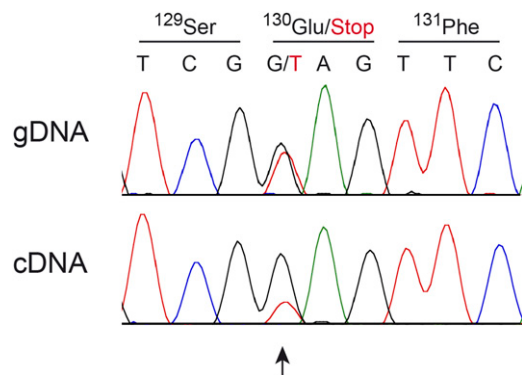 129Ser 130Glu/Stop 131Phe
T C G G/T A G T T C
gDNA
cDNA